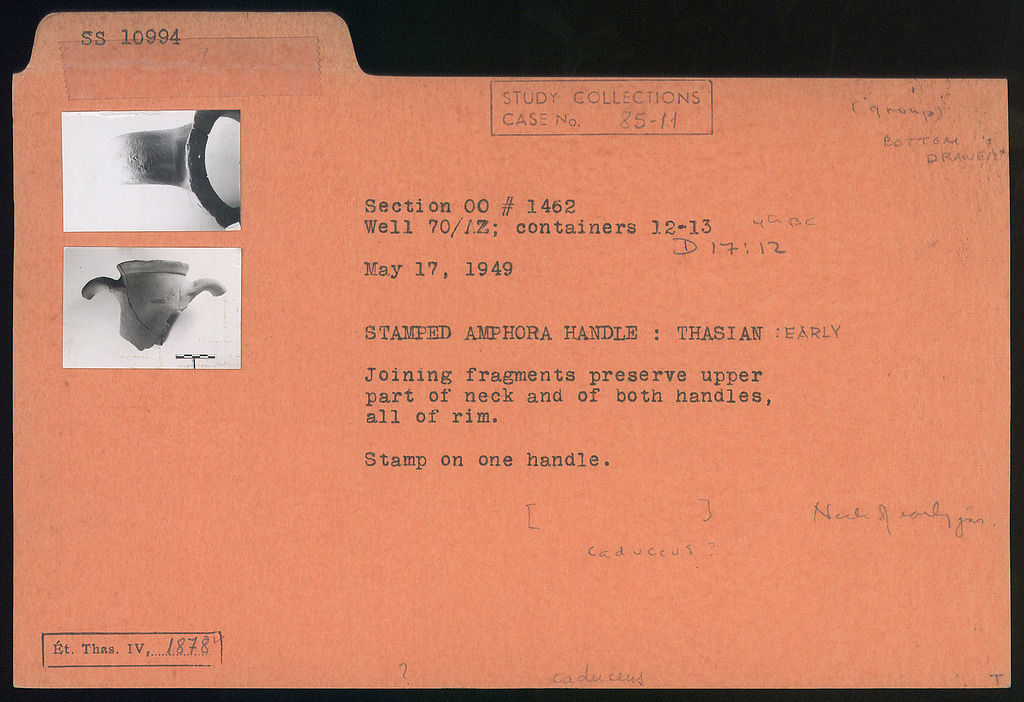 SS 10994
STUDY COLLECTIONS
CASE No. 85-11
(groups)
BOTTOM
DRAWER
Section OO # 1462
Well 70/ΛZ; containers 12-13 4th BC
D 17:12
May 17, 1949
STAMPED AMPHORA HANDLE : THASIAN : EARLY
Joining fragments preserve upper
part of neck and of both handles,
all of rim.
Stamp on one handle.
[ ]
Neck of early jar.
caduceus ?
Ét. Thas. IV, 1878
? caduceus
T